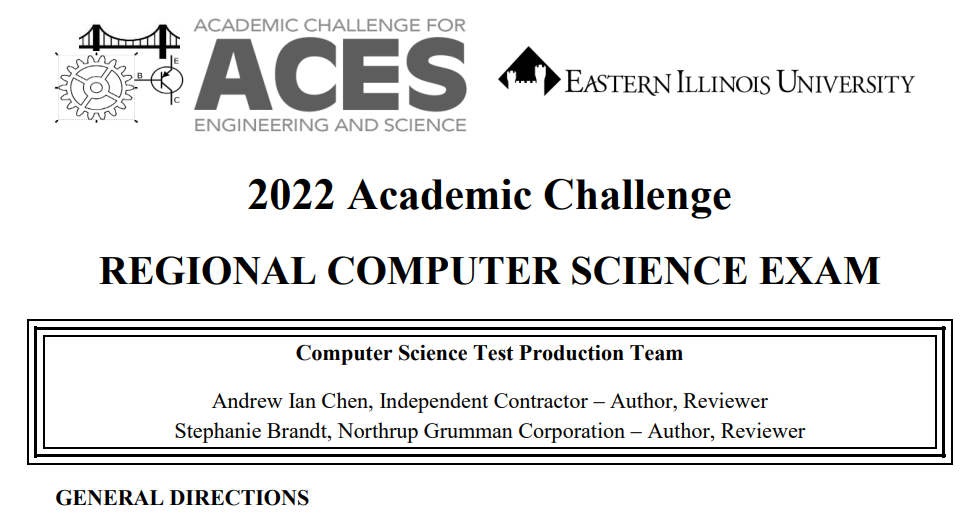 ACADEMIC CHALLENGE FOR
ACES
ENGINEERING AND SCIENCE
E
B
C
EASTERN ILLINOIS UNIVERSITY
2022 Academic Challenge
REGIONAL COMPUTER SCIENCE EXAM
Computer Science Test Production Team
Andrew Ian Chen, Independent Contractor – Author, Reviewer
Stephanie Brandt, Northrup Grumman Corporation – Author, Reviewer
GENERAL DIRECTIONS